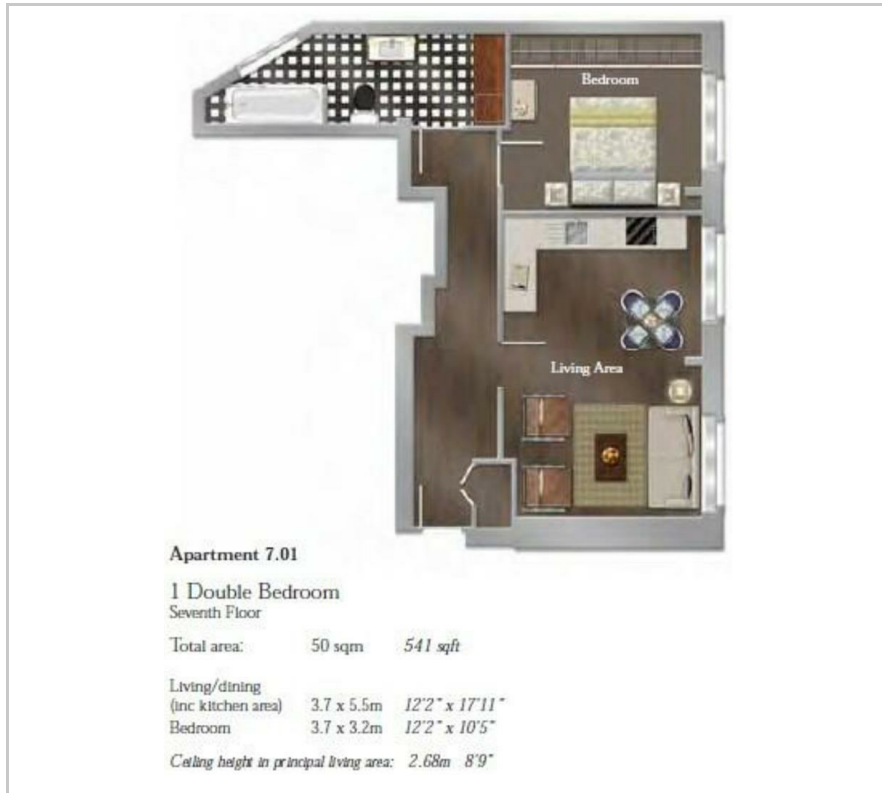 Bedroom
Living Area
Apartment 7.01
1 Double Bedroom
Seventh Floor
Total area: 50 sqm 541 sqft
Living/dining
(inc kitchen area) 3.7 x 5.5m 12'2" x 17'11"
Bedroom 3.7 x 3.2m 12'2" x 10'5"
Ceiling height in principal living area: 2.68m 8'9"